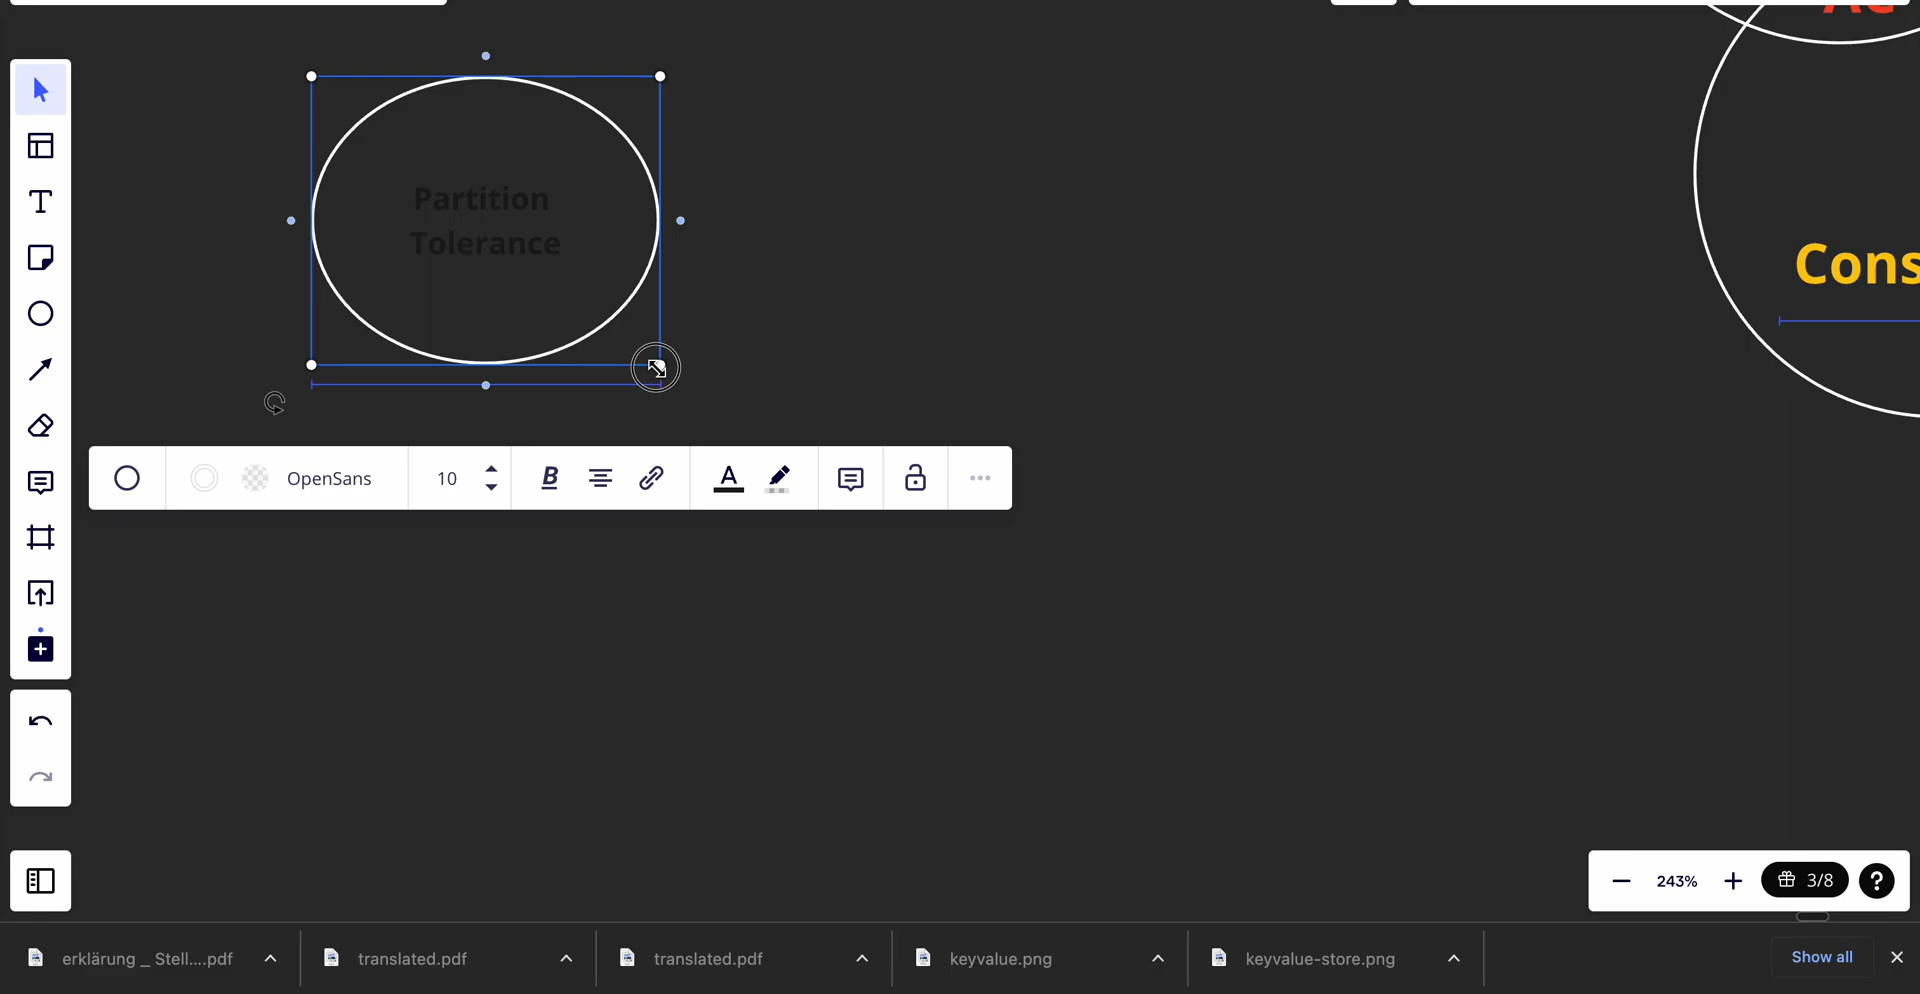 AC
Partition
Tolerance
Cons
OpenSans
10
B
A
243%
3/8
?
erklärung _ Stell....pdf
translated.pdf
translated.pdf
keyvalue.png
keyvalue-store.png
Show all